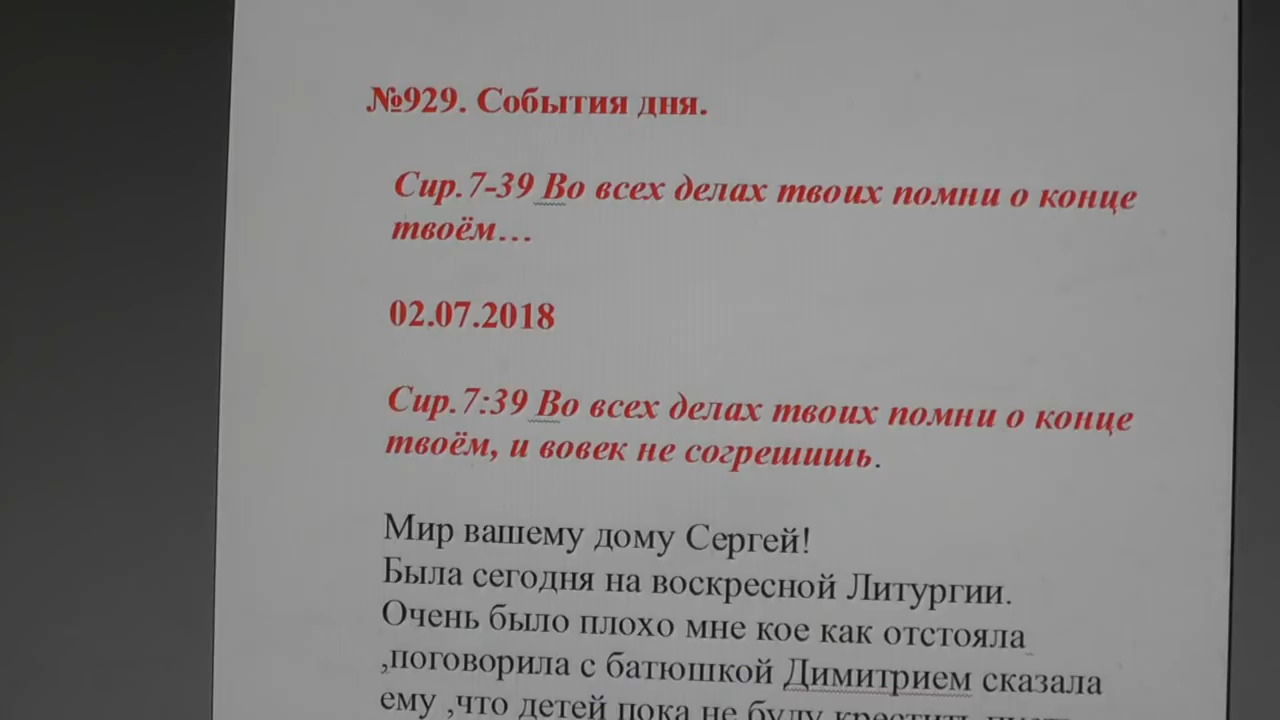 №929. События дня.
Сир.7-39 Во всех делах твоих помни о конце
твоём…
02.07.2018
Сир.7:39 Во всех делах твоих помни о конце
твоём, и вовек не согрешишь.
Мир вашему дому Сергей!
Была сегодня на воскресной Литургии.
Очень было плохо мне кое как отстояла
,поговорила с батюшкой Димитрием сказала
ему ,что детей пока не буду крестить